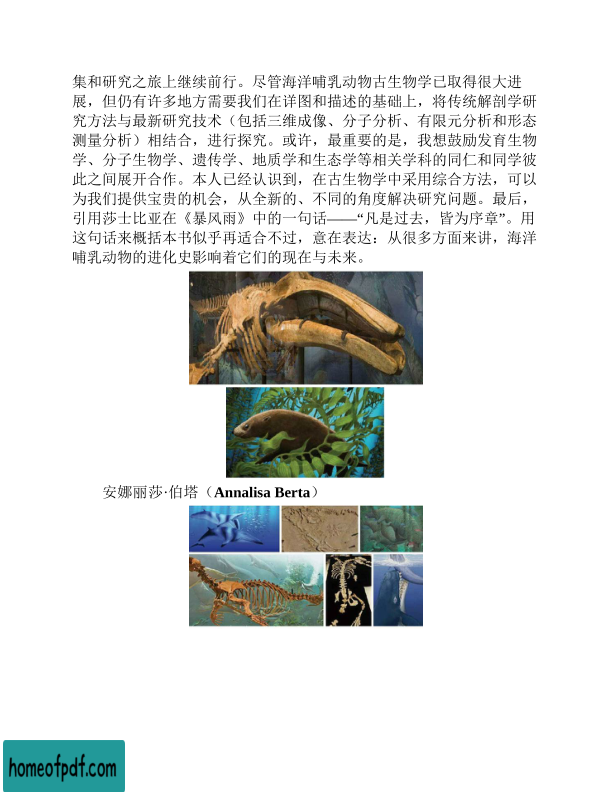 集和研究之旅上继续前行。尽管海洋哺乳动物古生物学已取得很大进
展，但仍有许多地方需要我们在详图和描述的基础上，将传统解剖学研
究方法与最新研究技术（包括三维成像、分子分析、有限元分析和形态
测量分析）相结合，进行探究。或许，最重要的是，我想鼓励发育生物
学、分子生物学、遗传学、地质学和生态学等相关学科的同仁和同学彼
此之间展开合作。本人已经认识到，在古生物学中采用综合方法，可以
为我们提供宝贵的机会，从全新的、不同的角度解决研究问题。最后，
引用莎士比亚在《暴风雨》中的一句话——“凡是过去，皆为序章”。用
这句话来概括本书似乎再适合不过，意在表达：从很多方面来讲，海洋
哺乳动物的进化史影响着它们的现在与未来。
安娜丽莎·伯塔（Annalisa Berta）
homeofpdf.com